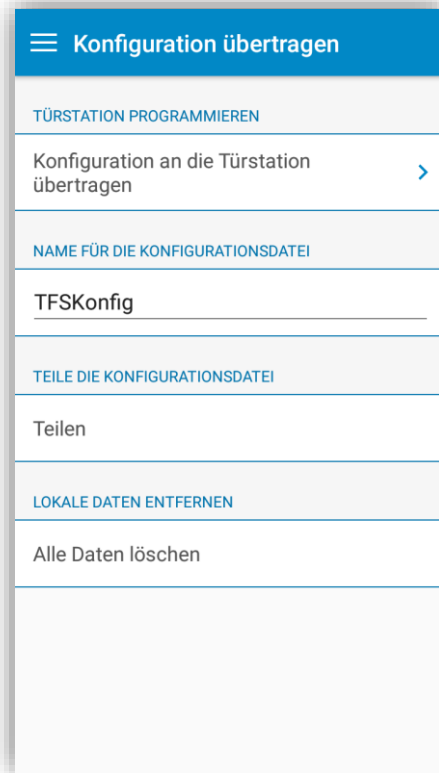 Konfiguration übertragen
TÜRSTATION PROGRAMMIEREN
Konfiguration an die Türstation
übertragen
NAME FÜR DIE KONFIGURATIONSDATEI
TFSKonfig
TEILE DIE KONFIGURATIONSDATEI
Teilen
LOKALE DATEN ENTFERNEN
Alle Daten löschen